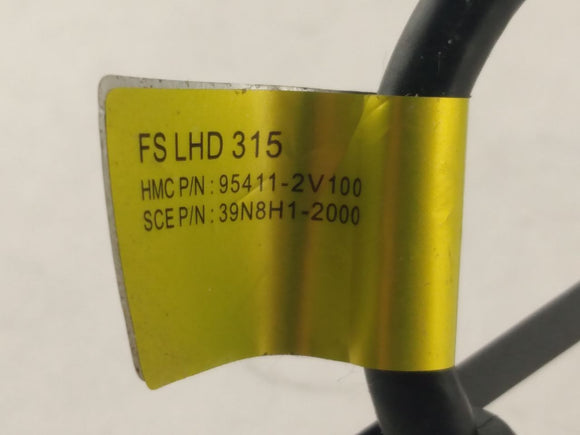 FS LHD 315
HMC P/N : 95411-2V100
SCE P/N : 39N8H1-2000